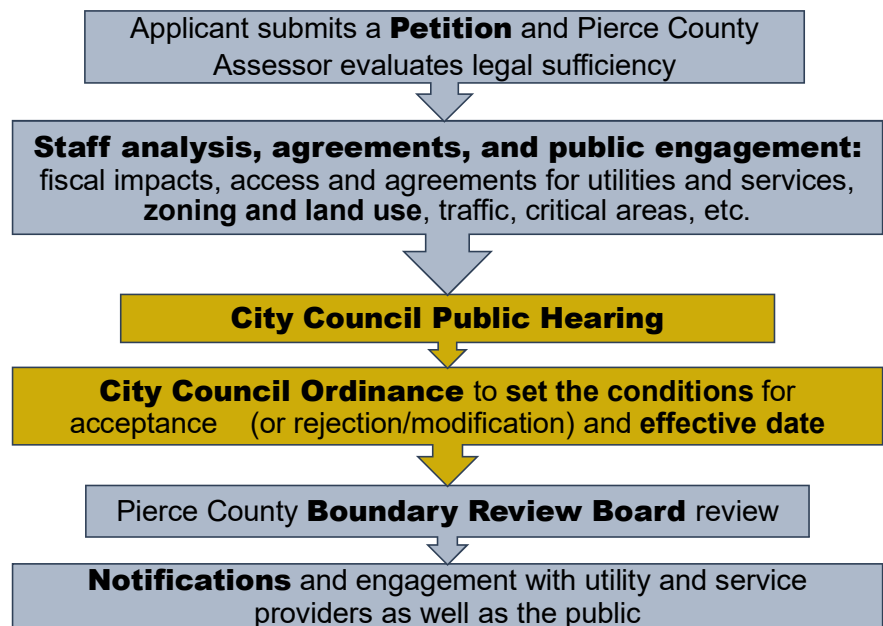 Applicant submits a Petition and Pierce County
Assessor evaluates legal sufficiency
Staff analysis, agreements, and public engagement:
fiscal impacts, access and agreements for utilities and services,
zoning and land use, traffic, critical areas, etc.
City Council Public Hearing
City Council Ordinance to set the conditions for
acceptance (or rejection/modification) and effective date
Pierce County Boundary Review Board review
Notifications and engagement with utility and service
providers as well as the public